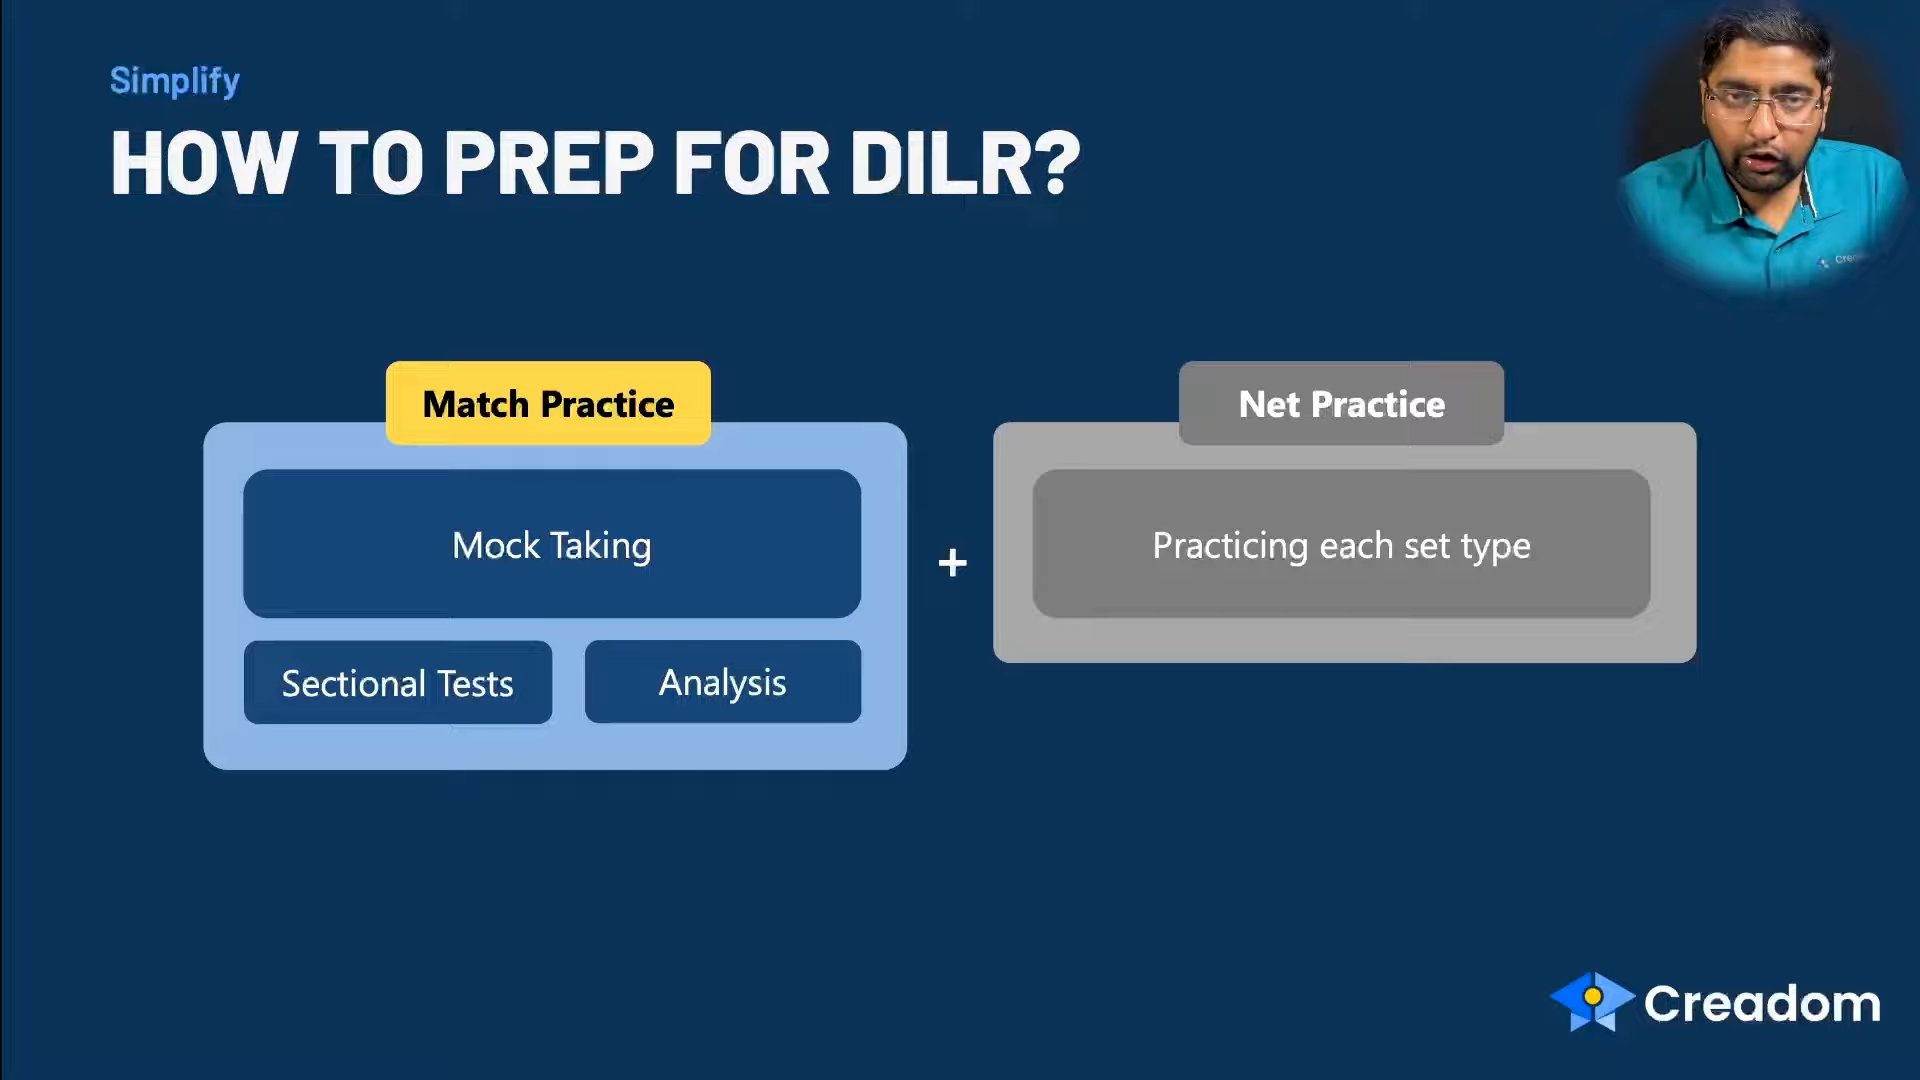 Simplify
HOW TO PREP FOR DILR?
Match Practice
Mock Taking
Sectional Tests
Analysis
+
Net Practice
Practicing each set type
Creadom